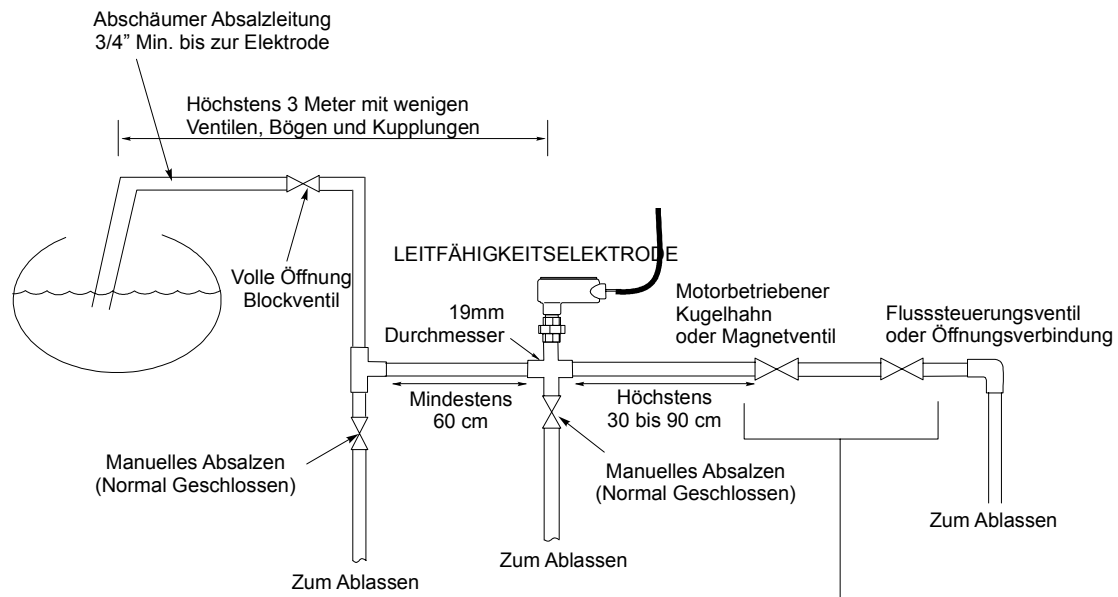 Abschäumer Absalzleitung
3/4” Min. bis zur Elektrode
Höchstens 3 Meter mit wenigen
Ventilen, Bögen und Kupplungen
Volle Öffnung
Blockventil
LEITFÄHIGKEITSELEKTRODE
19mm
Durchmesser
Motorbetriebener
Kugelhahn
oder Magnetventil
Flusssteuerungsventil
oder Öffnungsverbindung
Mindestens
60 cm
Höchstens
30 bis 90 cm
Manuelles Absalzen
(Normal Geschlossen)
Manuelles Absalzen
(Normal Geschlossen)
Zum Ablassen
Zum Ablassen
Zum Ablassen